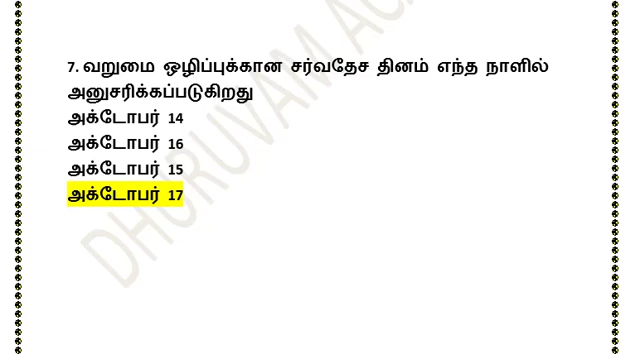 7. வறுமை ஒழிப்புக்கான சர்வதேச தினம் எந்த நாளில்
அனுசரிக்கப்படுகிறது
அக்டோபர் 14
அக்டோபர் 16
அக்டோபர் 15
அக்டோபர் 17
DHURUVAM